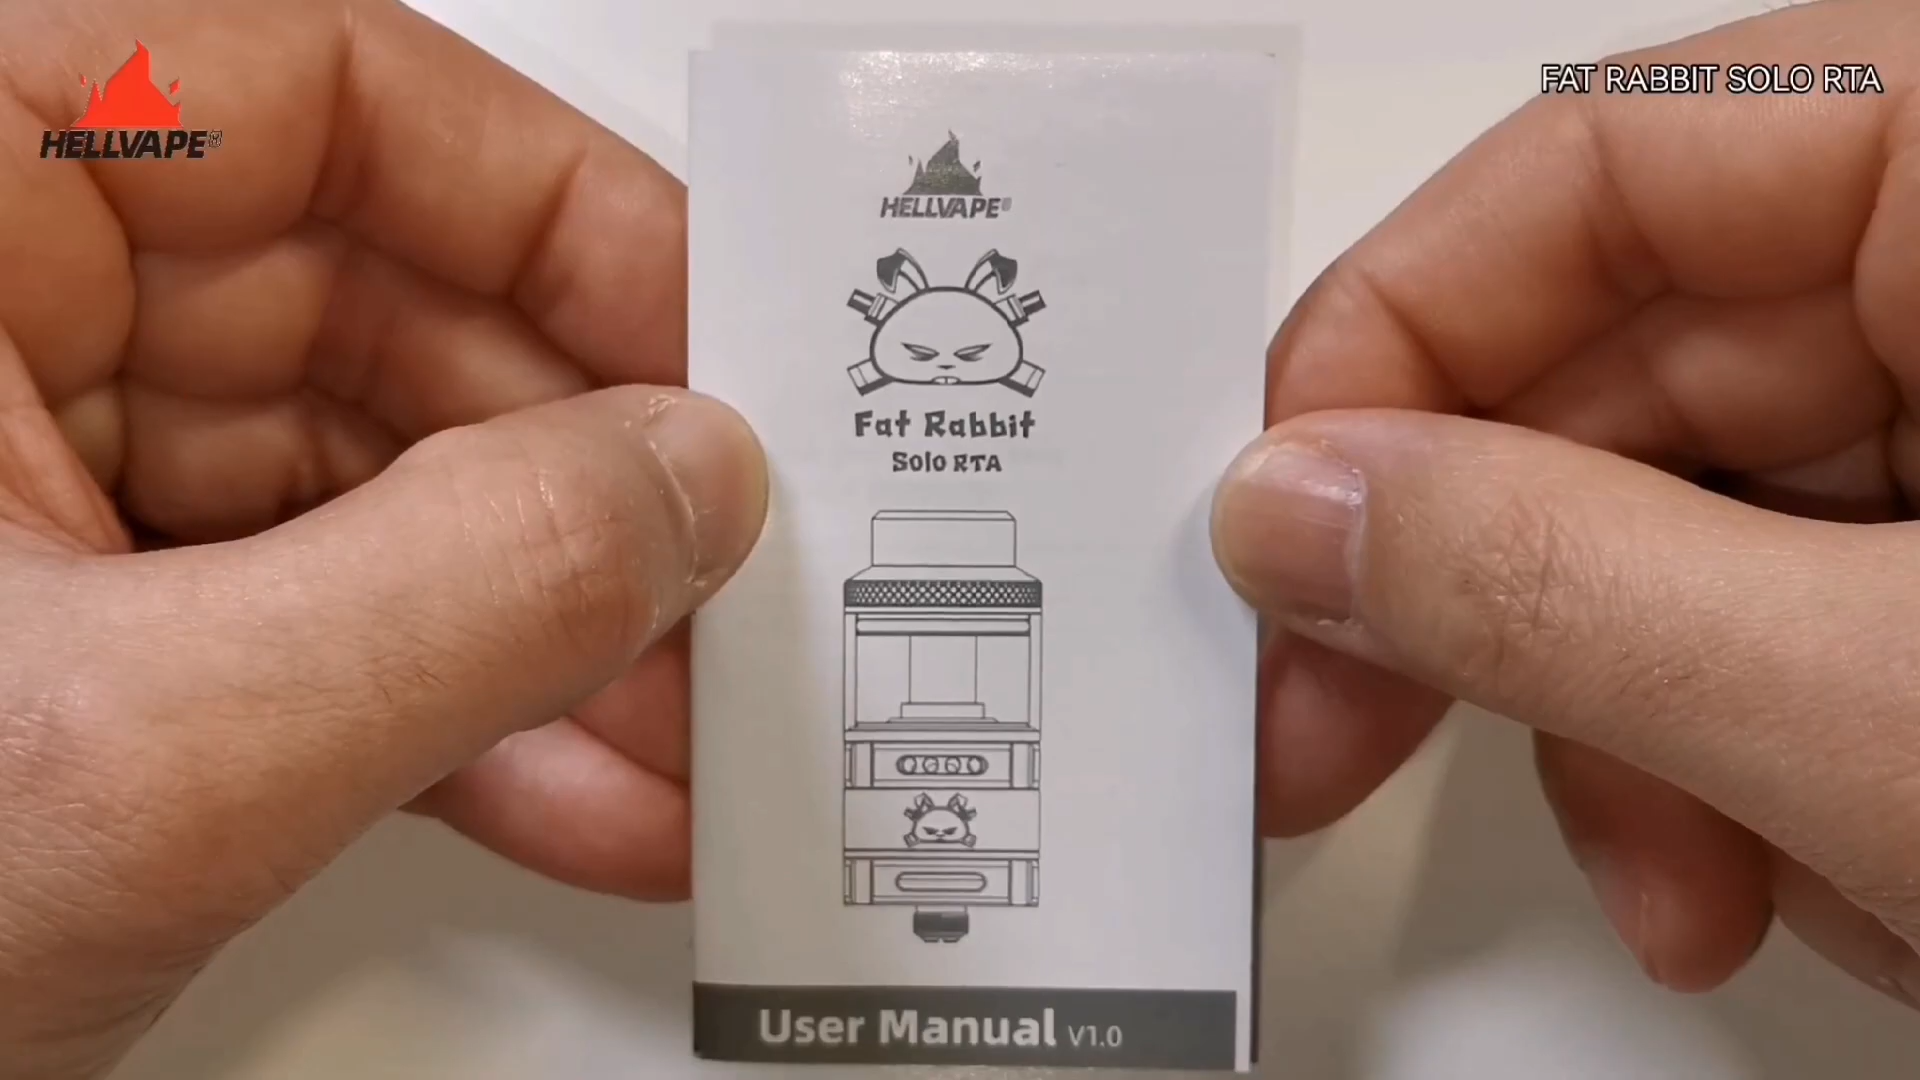 HELLVAPE
FAT RABBIT SOLO RTA
HELLVAPE
Fat Rabbit
Solo RTA
User Manual V1.0